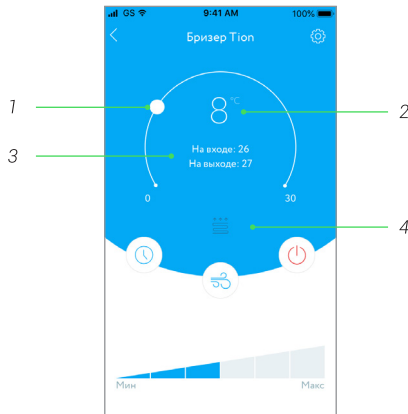 GS 9:41 AM 100%
Бризер Tion
1
8 °C
2
3
На входе: 26
На выходе: 27
0 30
4
Мин Макс